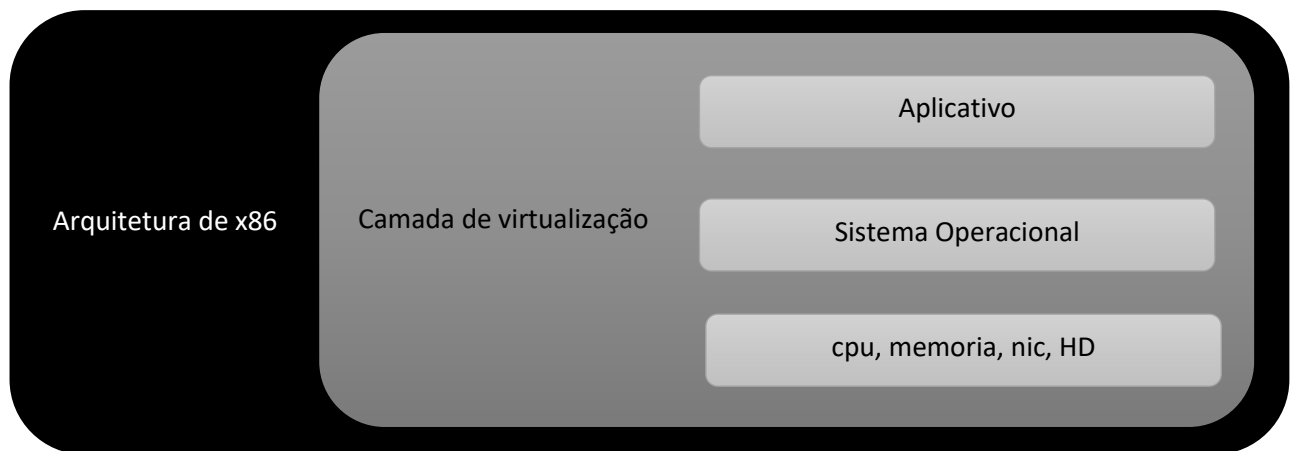 Arquitetura de x86
Camada de virtualização
Aplicativo
Sistema Operacional
cpu, memoria, nic, HD